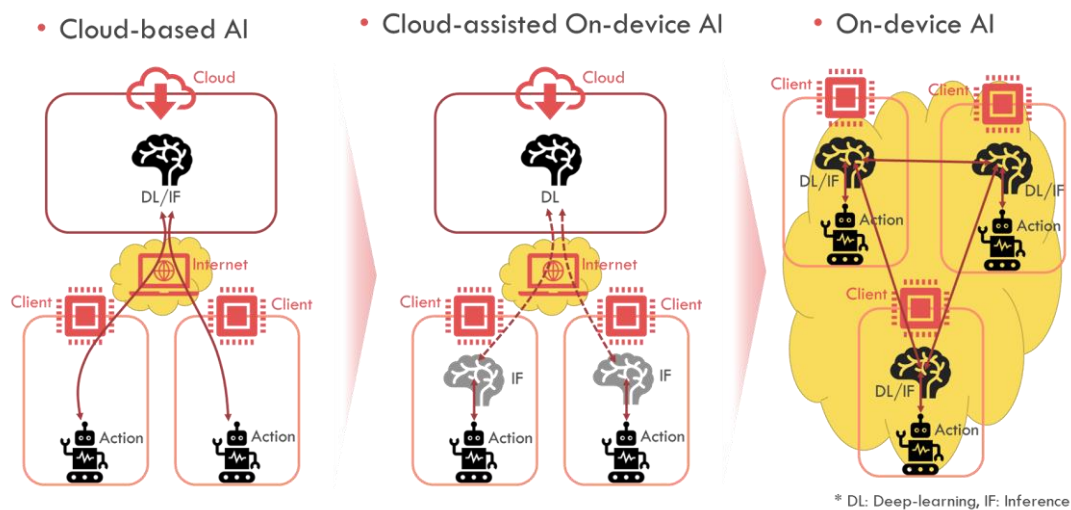 • Cloud-based AI
Cloud
DL/IF
Internet
Client
Client
Action
Action
• Cloud-assisted On-device AI
Cloud
DL
Internet
Client
Client
IF
IF
Action
Action
• On-device AI
Client
Client
DL/IF
DL/IF
Action
Action
Client
DL/IF
Action
* DL: Deep-learning, IF: Inference